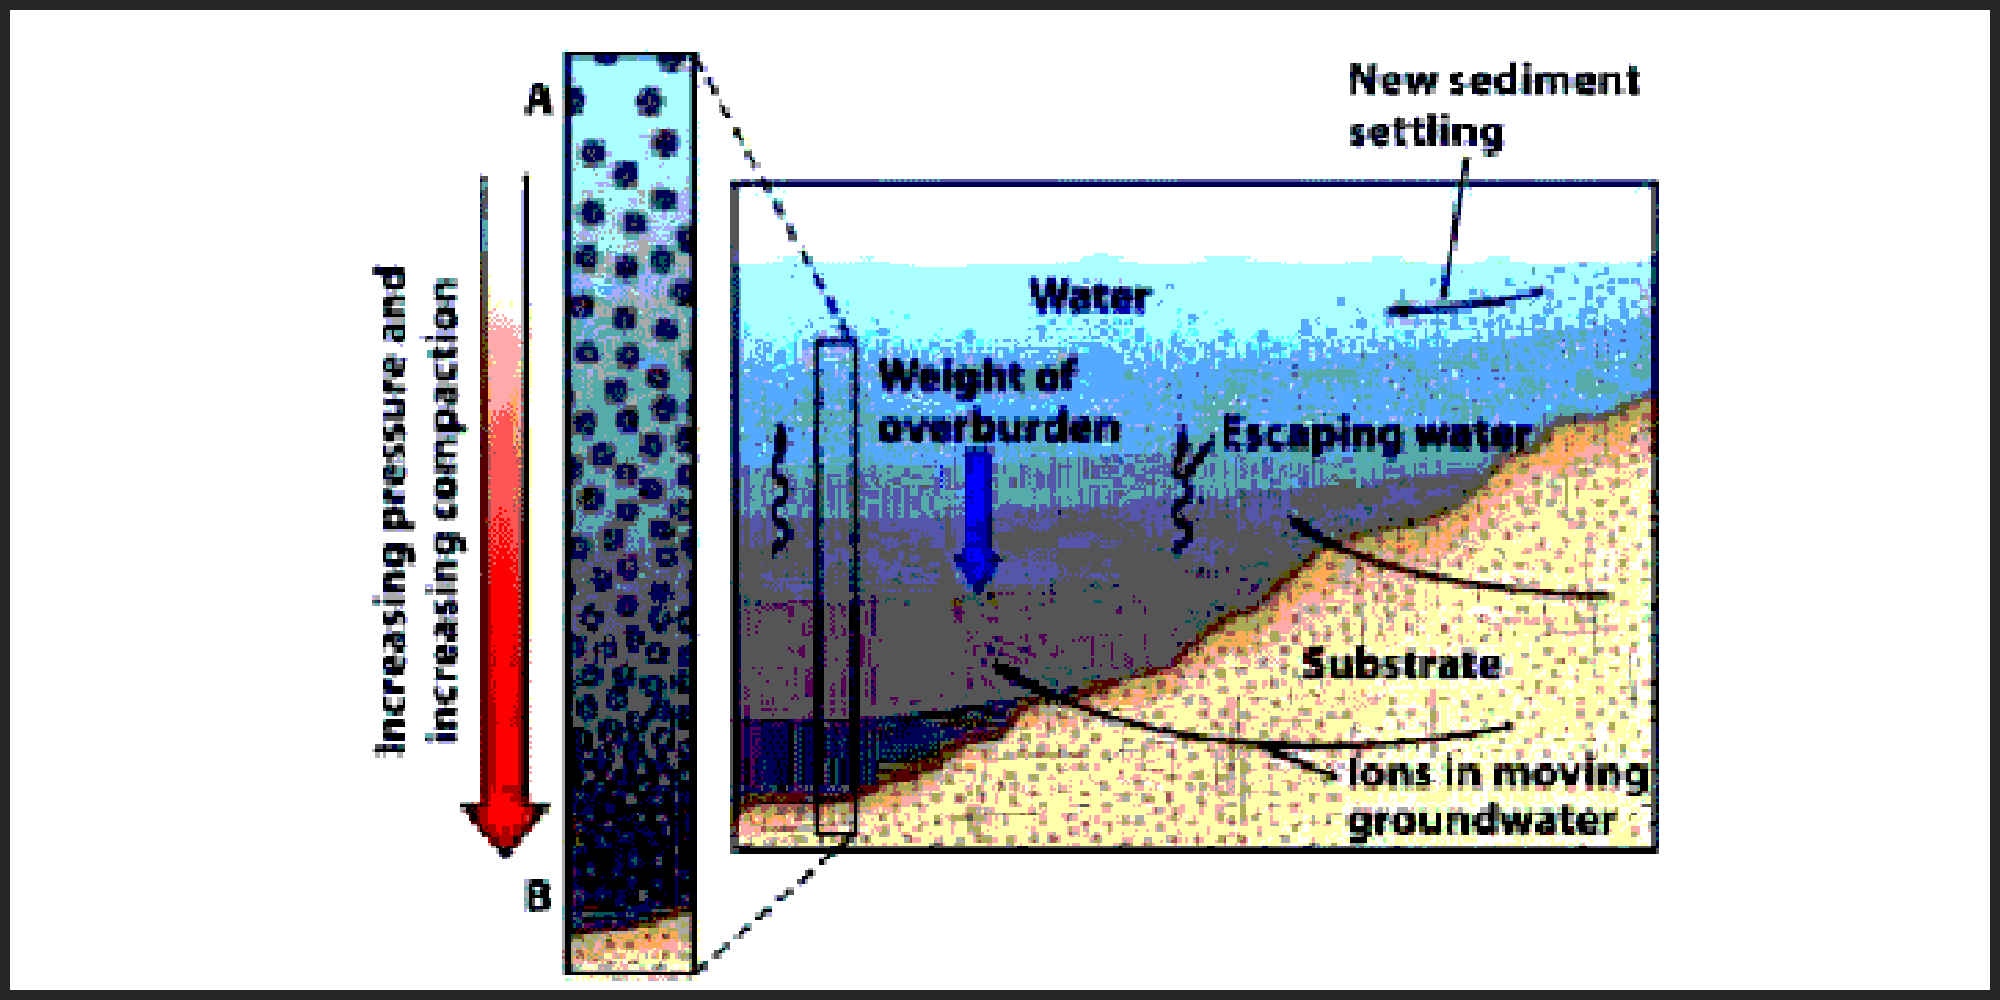 A
Increasing pressure and
increasing compaction
B
New sediment
settling
Water
Weight of
overburden
Escaping water
Substrate
Ions in moving
groundwater